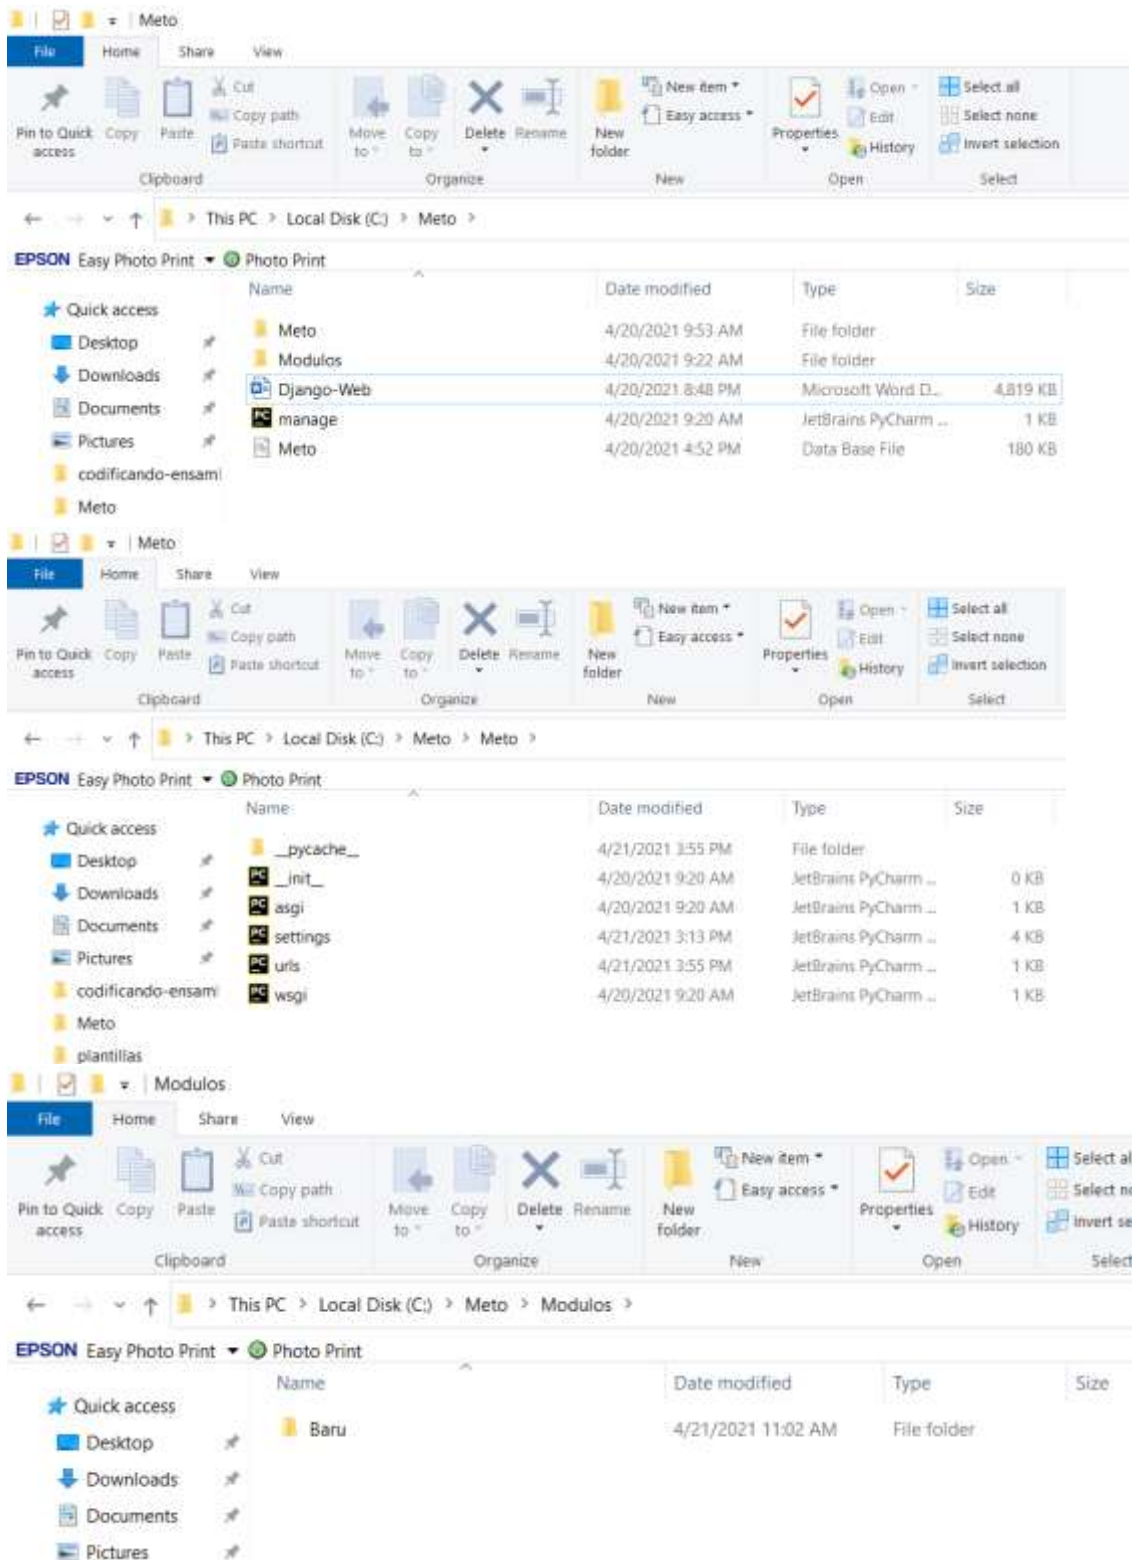 Meto
File Home Share View
Pin to Quick access Copy Paste Cut Copy path Paste shortcut Move to Copy to Delete Rename New folder New item Easy access Properties Open Edit History Select all Select none Invert selection
Clipboard Organize New Open Select
This PC > Local Disk (C:) > Meto >
EPSON Easy Photo Print Photo Print
Name Date modified Type Size
Quick access
Desktop
Downloads
Documents
Pictures
codificando-ensaml
Meto
Meto 4/20/2021 9:53 AM File folder
Modulos 4/20/2021 9:22 AM File folder
Django-Web 4/20/2021 8:48 PM Microsoft Word D... 4,819 KB
manage 4/20/2021 9:20 AM JetBrains PyCharm ... 1 KB
Meto 4/20/2021 4:52 PM Data Base File 180 KB
Meto
File Home Share View
Pin to Quick access Copy Paste Cut Copy path Paste shortcut Move to Copy to Delete Rename New folder New item Easy access Properties Open Edit History Select all Select none Invert selection
Clipboard Organize New Open Select
This PC > Local Disk (C:) > Meto > Meto >
EPSON Easy Photo Print Photo Print
Name Date modified Type Size
Quick access
Desktop
Downloads
Documents
Pictures
codificando-ensaml
Meto
plantillas
__pycache__ 4/21/2021 3:55 PM File folder
__init__ 4/20/2021 9:20 AM JetBrains PyCharm ... 0 KB
asgi 4/20/2021 9:20 AM JetBrains PyCharm ... 1 KB
settings 4/21/2021 3:13 PM JetBrains PyCharm ... 4 KB
urls 4/21/2021 3:55 PM JetBrains PyCharm ... 1 KB
wsgi 4/20/2021 9:20 AM JetBrains PyCharm ... 1 KB
Modulos
File Home Share View
Pin to Quick access Copy Paste Cut Copy path Paste shortcut Move to Copy to Delete Rename New folder New item Easy access Properties Open Edit History Select al Select no Invert se
Clipboard Organize New Open Select
This PC > Local Disk (C:) > Meto > Modulos >
EPSON Easy Photo Print Photo Print
Name Date modified Type Size
Quick access
Desktop
Downloads
Documents
Pictures
Baru 4/21/2021 11:02 AM File folder